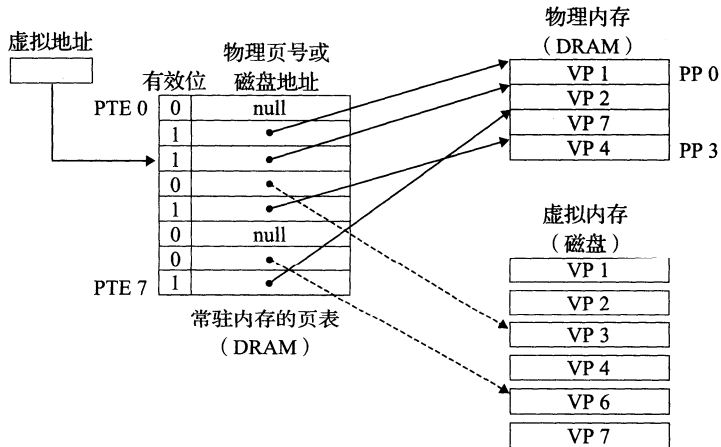 虚拟地址
物理页号或
有效位 磁盘地址
PTE 0 0 null
1
1
0
1
0 null
0
PTE 7 1
常驻内存的页表
（DRAM）
物理内存
（DRAM）
VP 1 PP 0
VP 2
VP 7
VP 4 PP 3
虚拟内存
（磁盘）
VP 1
VP 2
VP 3
VP 4
VP 6
VP 7